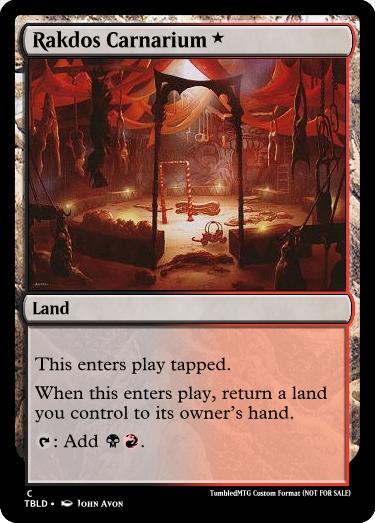 Rakdos Carnarium ★
Land
This enters play tapped.
When this enters play, return a land
you control to its owner's hand.
: Add .
C
TumbledMTG Custom Format (NOT FOR SALE)
TBLD • John Avon